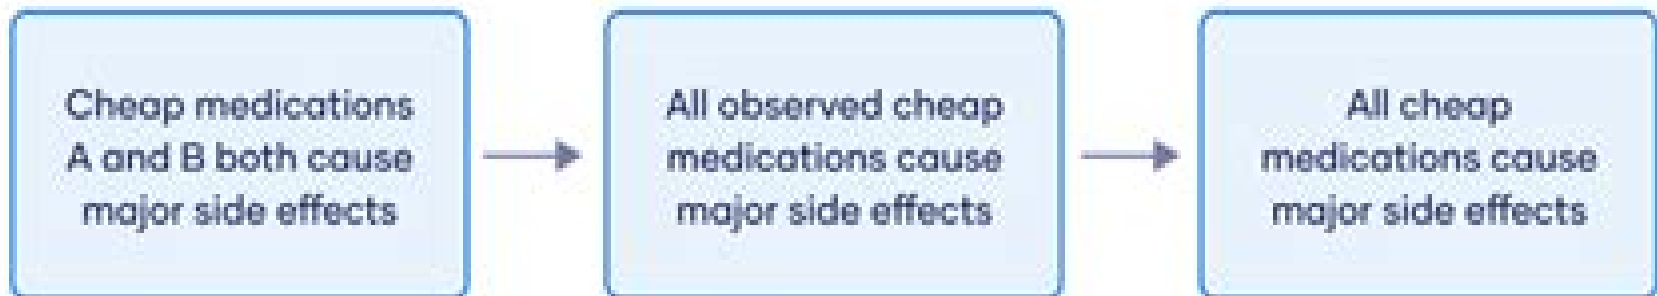 Cheap medications
A and B both cause
major side effects
All observed cheap
medications cause
major side effects
All cheap
medications cause
major side effects